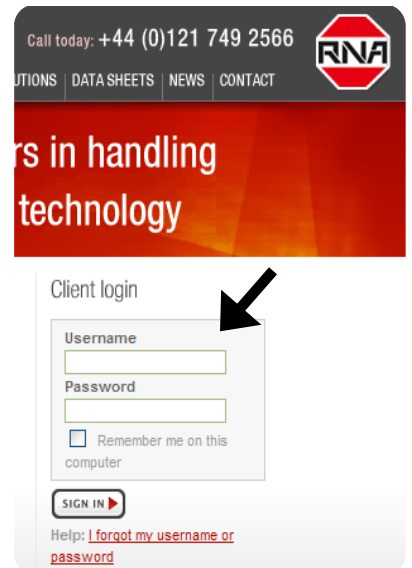 Call today: +44 (0)121 749 2566
RNA
UTIONS | DATA SHEETS | NEWS | CONTACT
rs in handling
technology
Client login
Username
Password
Remember me on this
computer
SIGN IN
Help: I forgot my username or
password